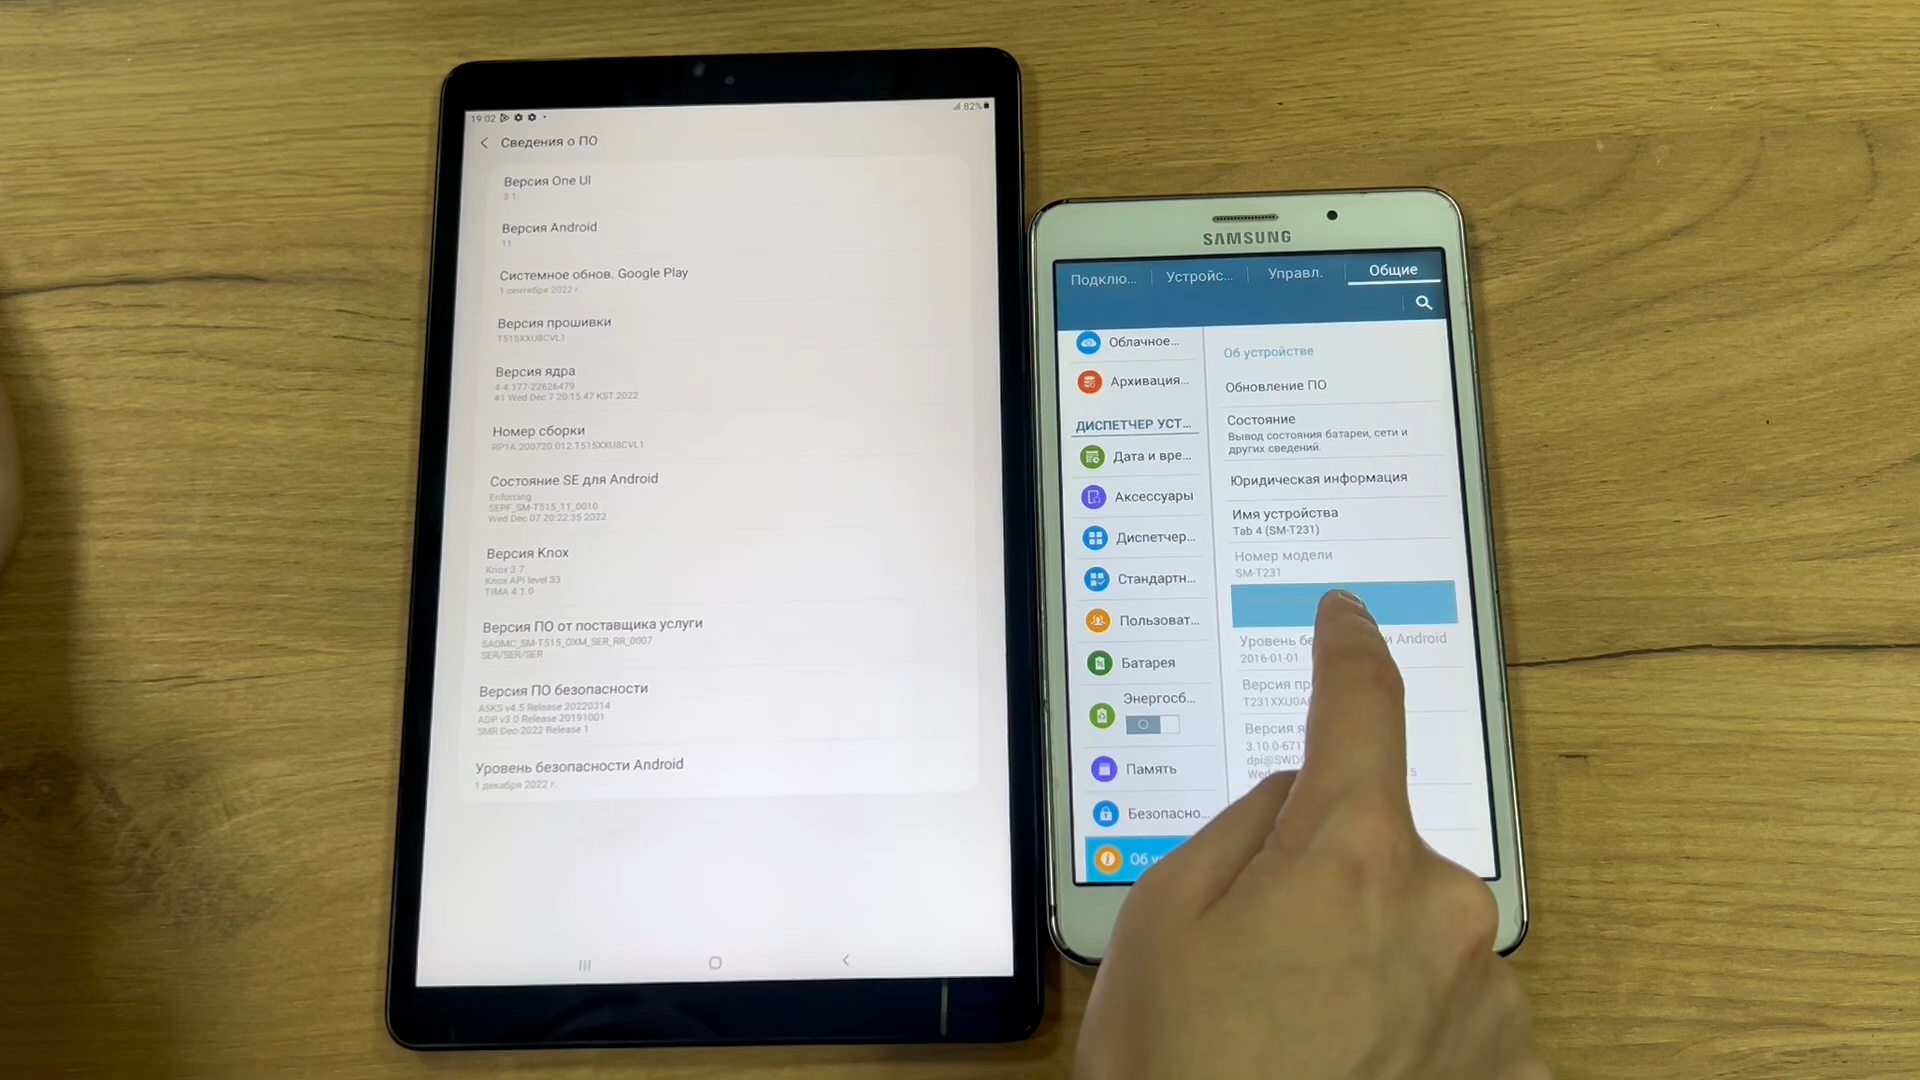 19:02
82%
Сведения о ПО
Версия One UI
3.1
Версия Android
11
Системное обнов. Google Play
1 сентября 2022 г.
Версия прошивки
T515XXU8CVL1
Версия ядра
4.4.177-22626479
#1 Wed Dec 7 20:15:47 KST 2022
Номер сборки
RP1A.200720.012.T515XXU8CVL1
Состояние SE для Android
Enforcing
SEPF_SM-T515_11_0010
Wed Dec 07 20:22:35 2022
Версия Knox
Knox 3.7
Knox API level 33
TIMA 4.1.0
Версия ПО от поставщика услуги
SAOMC_SM-T515_OXM_SER_RR_0007
SER/SER/SER
Версия ПО безопасности
ASKS v4.5 Release 20220314
ADP v3.0 Release 20191001
SMR Dec-2022 Release 1
Уровень безопасности Android
1 декабря 2022 г.
SAMSUNG
Подклю... Устройс... Управл. Общие
Облачное...
Архивация...
ДИСПЕТЧЕР УСТ...
Дата и вре...
Аксессуары
Диспетчер...
Стандартн...
Пользоват...
Батарея
Энергосб...
Память
Безопасно...
Об у
Об устройстве
Обновление ПО
Состояние
Вывод состояния батареи, сети и
других сведений.
Юридическая информация
Имя устройства
Tab 4 (SM-T231)
Номер модели
SM-T231
Уровень бе и Android
2016-01-01
Версия пр
T231XXU0A
Версия я
3.10.0-671
dpi@SWD
Wed 5